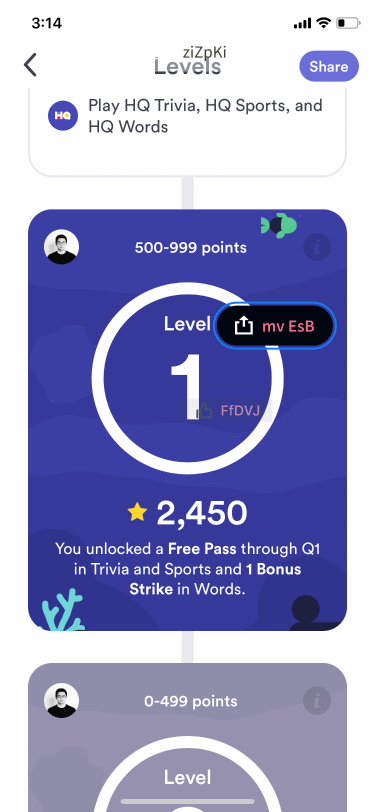 3:14
ziZpKi
Levels
Share
HQ
Play HQ Trivia, HQ Sports, and
HQ Words
500-999 points
i
Level
mv EsB
1
FfDVJ
2,450
You unlocked a Free Pass through Q1
in Trivia and Sports and 1 Bonus
Strike in Words.
0-499 points
i
Level